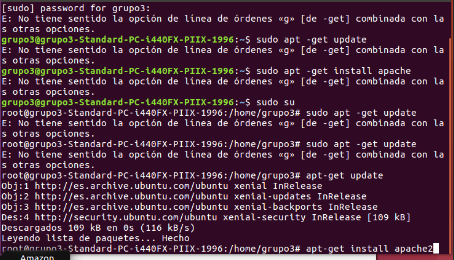 [sudo] password for grupo3:
E: No tiene sentido la opción de línea de órdenes «g» [de -get] combinada con la
s otras opciones.
grupo3@grupo3-Standard-PC-i440FX-PIIX-1996:~$ sudo apt -get update
E: No tiene sentido la opción de línea de órdenes «g» [de -get] combinada con la
s otras opciones.
grupo3@grupo3-Standard-PC-i440FX-PIIX-1996:~$ sudo apt -get install apache
E: No tiene sentido la opción de línea de órdenes «g» [de -get] combinada con la
s otras opciones.
grupo3@grupo3-Standard-PC-i440FX-PIIX-1996:~$ sudo su
root@grupo3-Standard-PC-i440FX-PIIX-1996:/home/grupo3# sudo apt -get update
E: No tiene sentido la opción de línea de órdenes «g» [de -get] combinada con la
s otras opciones.
root@grupo3-Standard-PC-i440FX-PIIX-1996:/home/grupo3# sudo apt -get update
E: No tiene sentido la opción de línea de órdenes «g» [de -get] combinada con la
s otras opciones.
root@grupo3-Standard-PC-i440FX-PIIX-1996:/home/grupo3# apt-get update
Obj:1 http://es.archive.ubuntu.com/ubuntu xenial InRelease
Obj:2 http://es.archive.ubuntu.com/ubuntu xenial-updates InRelease
Obj:3 http://es.archive.ubuntu.com/ubuntu xenial-backports InRelease
Des:4 http://security.ubuntu.com/ubuntu xenial-security InRelease [109 kB]
Descargados 109 kB en 0s (116 kB/s)
Leyendo lista de paquetes... Hecho
root@grupo3-Standard-PC-i440FX-PIIX-1996:/home/grupo3# apt-get install apache2
Amazon